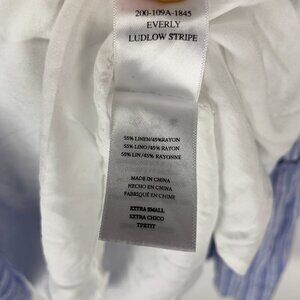 200-109A-1845
EVERLY
LUDLOW STRIPE
55% LINEN/45%RAYON
55% LINO/45% RAYON
55% LIN/45% RAYONNE
MADE IN CHINA
HECHO EN CHINA
FABRIQUÉ EN CHINE
EXTRA SMALL
EXTRA CHICO
TPETIT